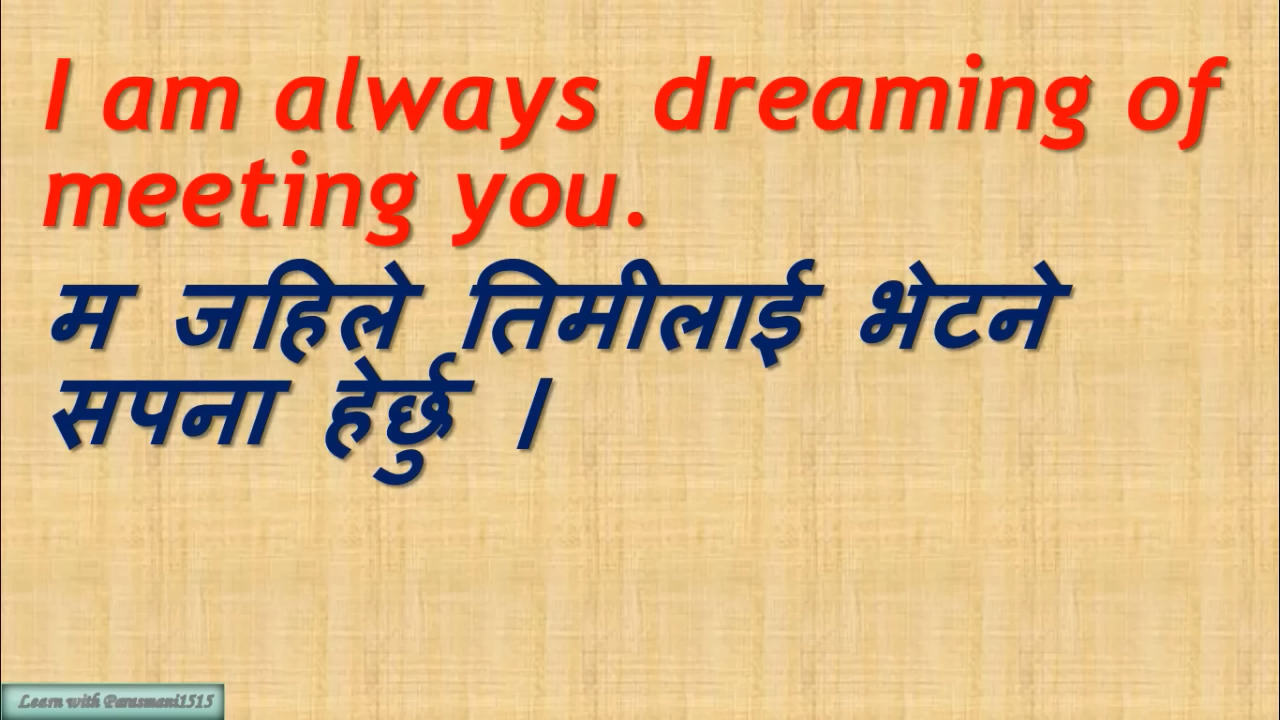 I am always dreaming of
meeting you.
म जहिले तिमीलाई भेटने
सपना हेर्छु ।
Learn with Parasmani1515